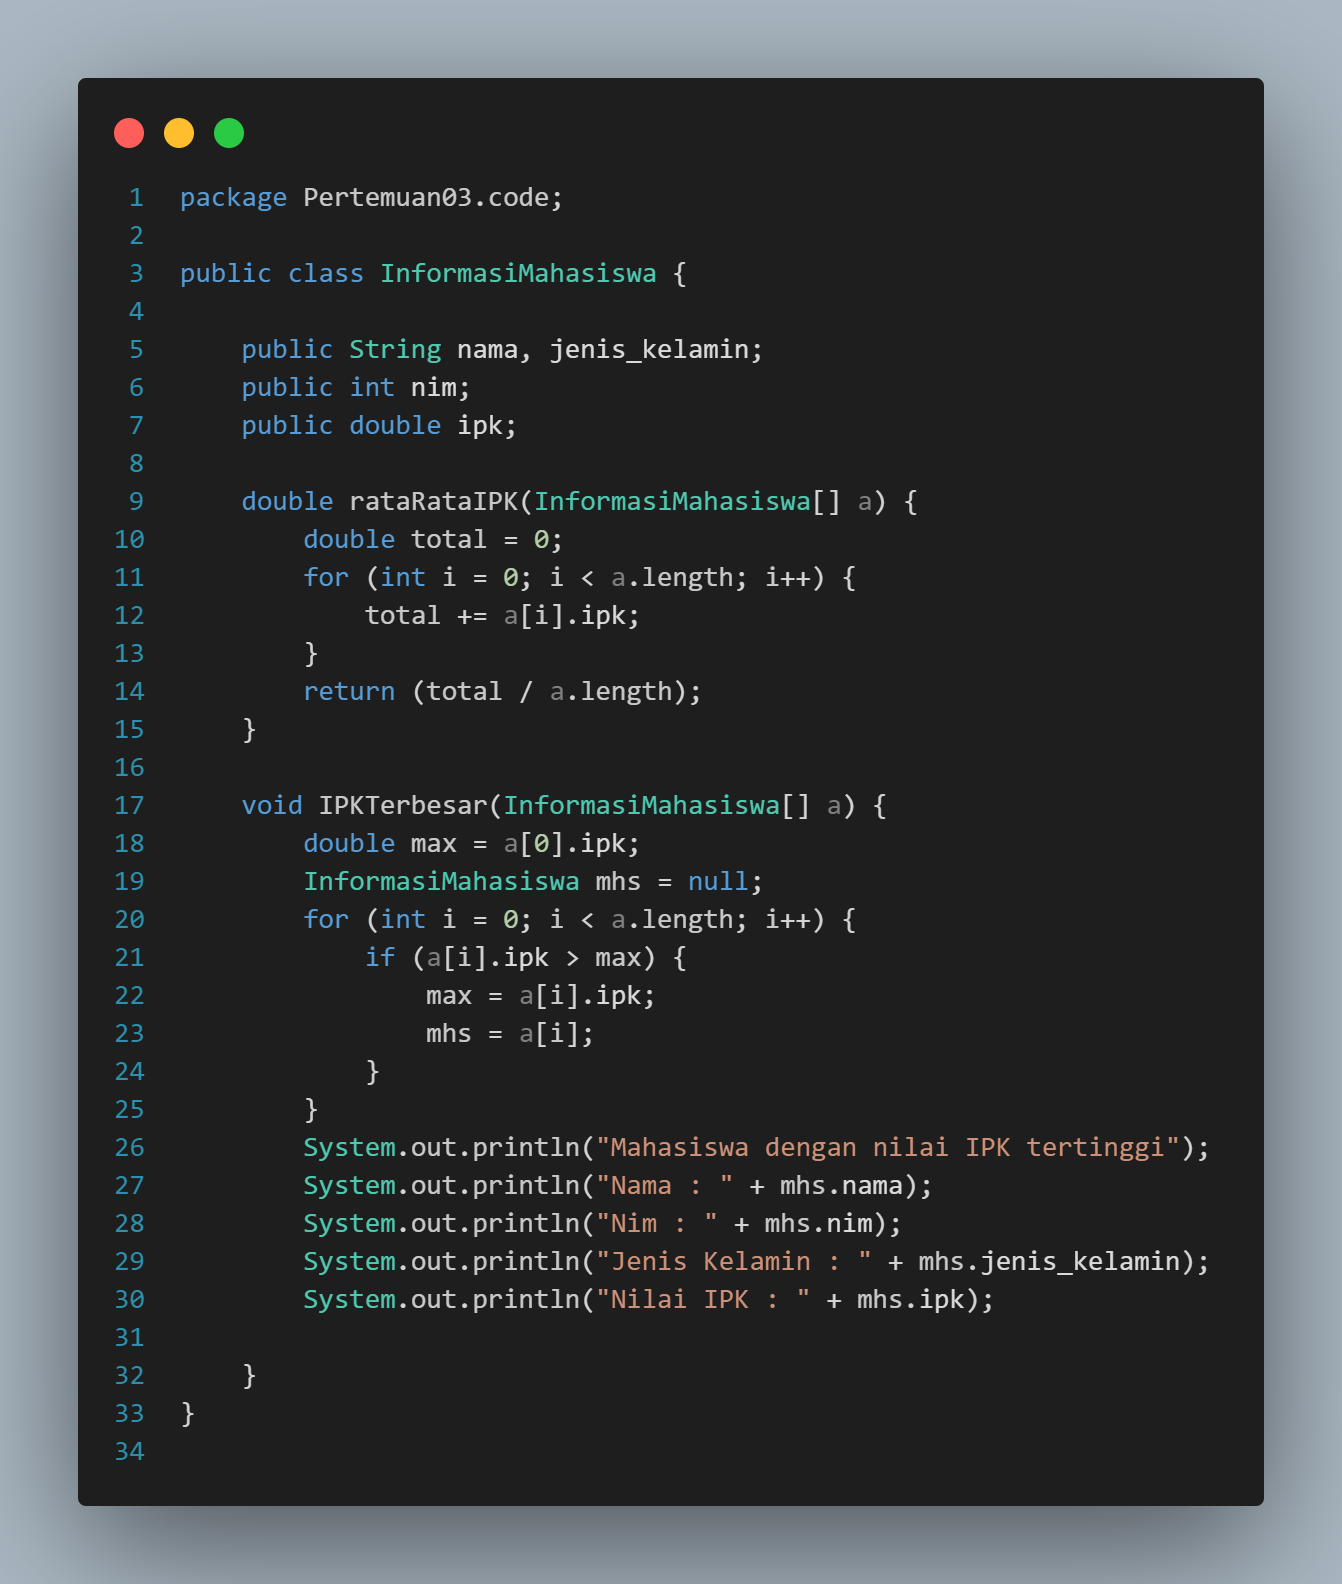 1 package Pertemuan03.code;
2
3 public class InformasiMahasiswa {
4
5     public String nama, jenis_kelamin;
6     public int nim;
7     public double ipk;
8
9     double rataRataIPK(InformasiMahasiswa[] a) {
10         double total = 0;
11         for (int i = 0; i < a.length; i++) {
12             total += a[i].ipk;
13         }
14         return (total / a.length);
15     }
16
17     void IPKTerbesar(InformasiMahasiswa[] a) {
18         double max = a[0].ipk;
19         InformasiMahasiswa mhs = null;
20         for (int i = 0; i < a.length; i++) {
21             if (a[i].ipk > max) {
22                 max = a[i].ipk;
23                 mhs = a[i];
24             }
25         }
26         System.out.println("Mahasiswa dengan nilai IPK tertinggi");
27         System.out.println("Nama : " + mhs.nama);
28         System.out.println("Nim : " + mhs.nim);
29         System.out.println("Jenis Kelamin : " + mhs.jenis_kelamin);
30         System.out.println("Nilai IPK : " + mhs.ipk);
31
32     }
33 }
34